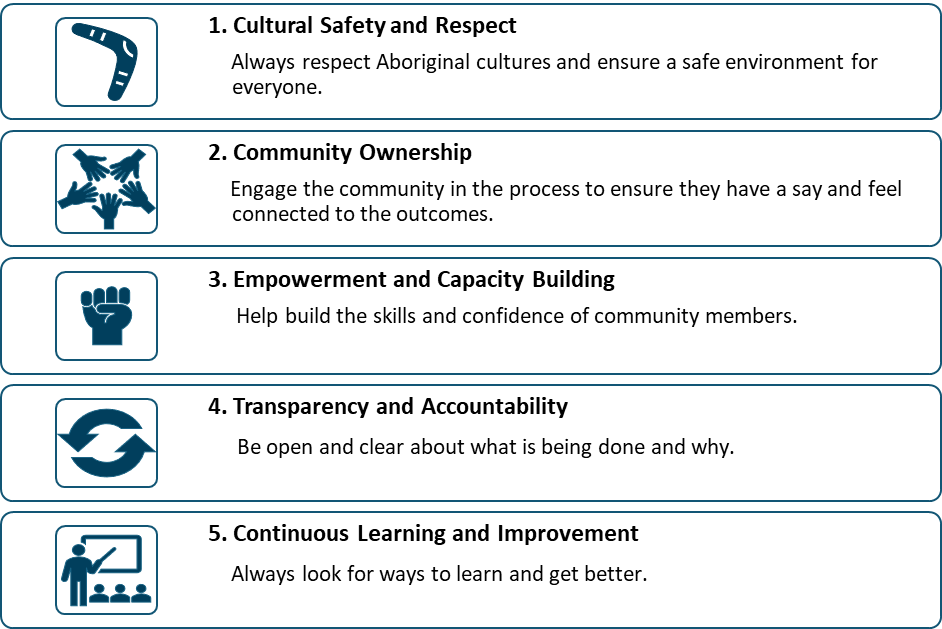 1. Cultural Safety and Respect
Always respect Aboriginal cultures and ensure a safe environment for
everyone.
2. Community Ownership
Engage the community in the process to ensure they have a say and feel
connected to the outcomes.
3. Empowerment and Capacity Building
Help build the skills and confidence of community members.
4. Transparency and Accountability
Be open and clear about what is being done and why.
5. Continuous Learning and Improvement
Always look for ways to learn and get better.